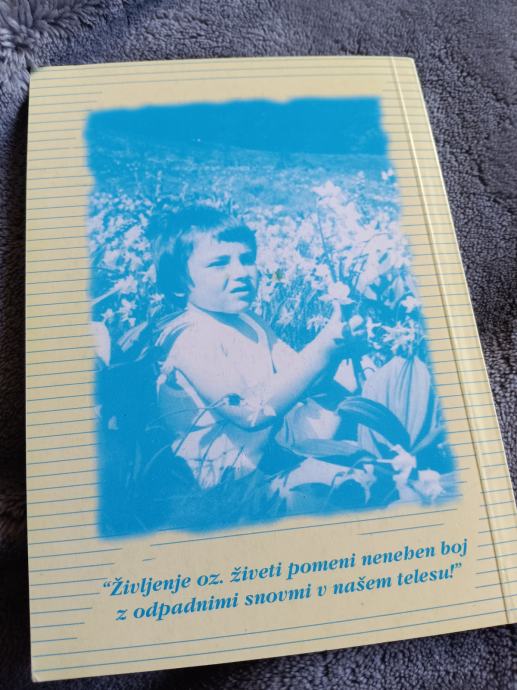 “Življenje oz. živeti pomeni nenehen boj
z odpadnimi snovmi v našem telesu!”